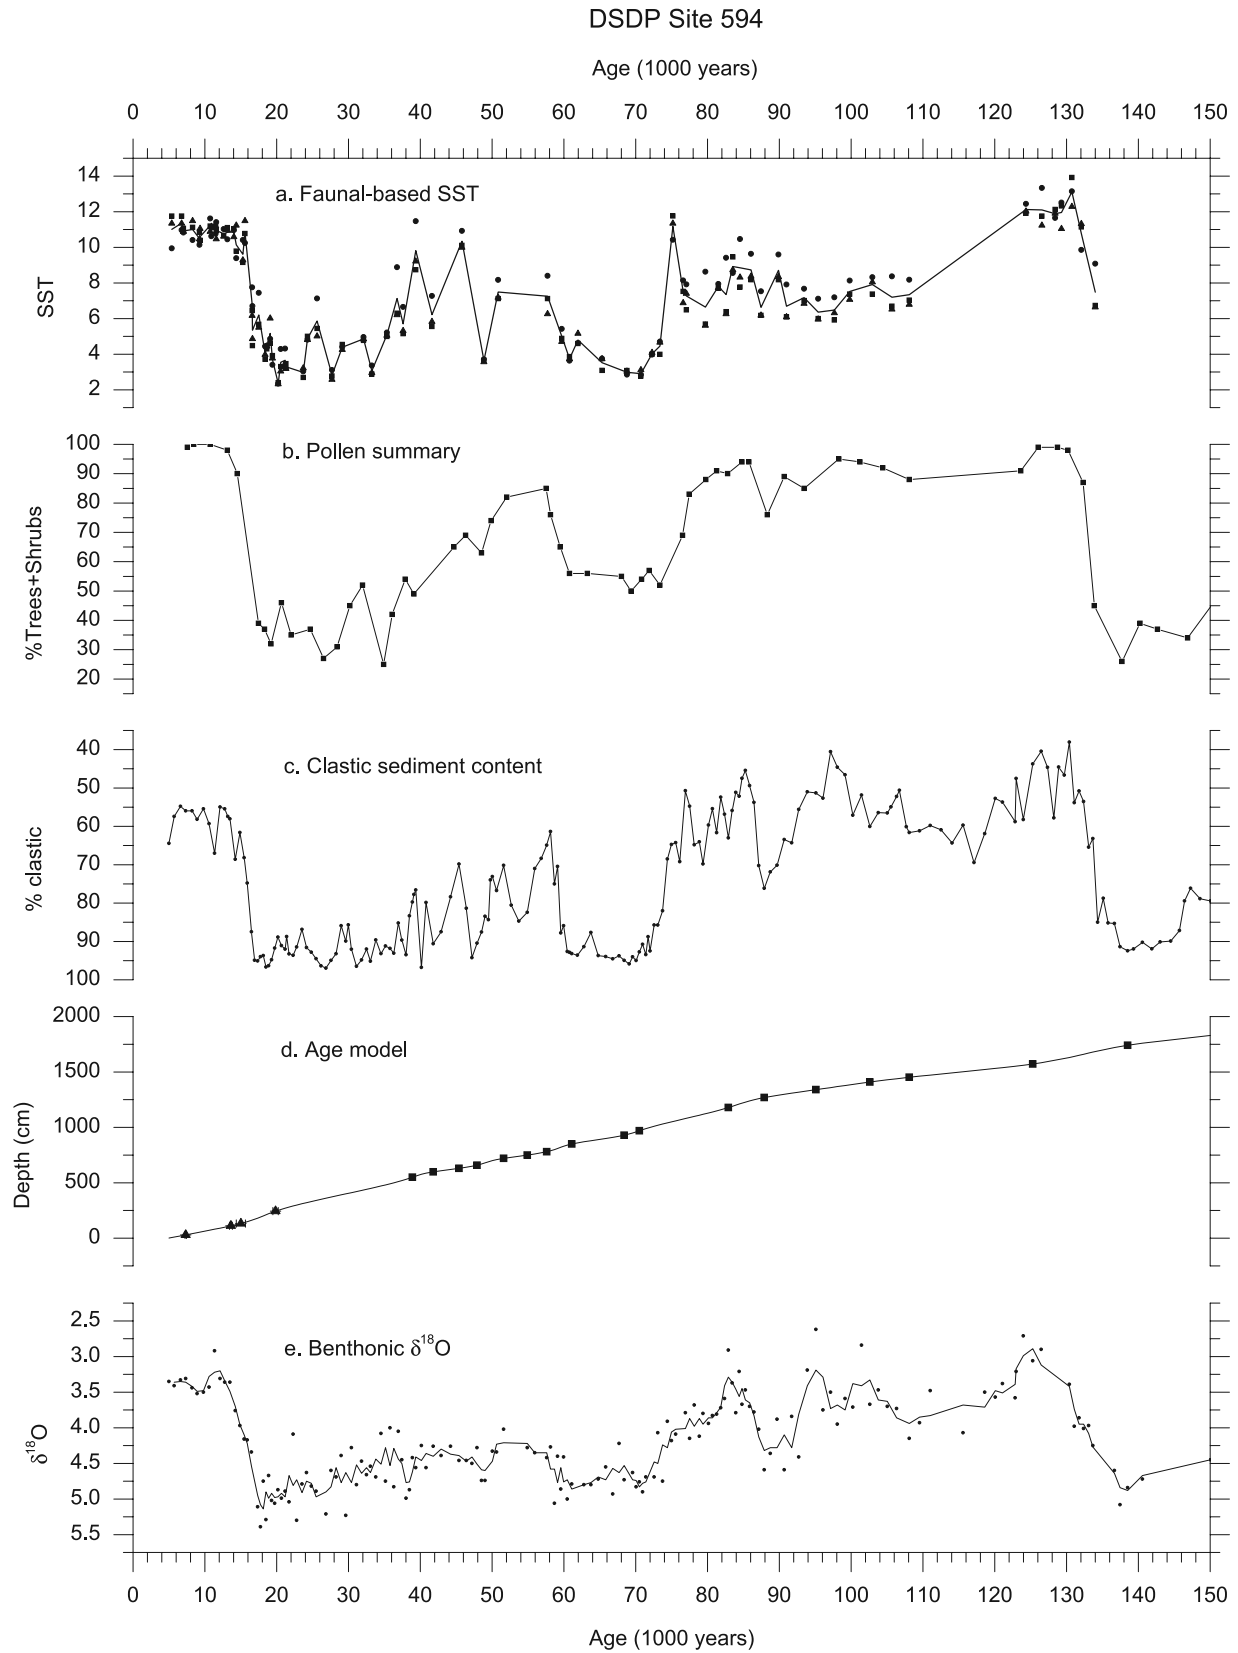 DSDP Site 594
Age (1000 years)
0 10 20 30 40 50 60 70 80 90 100 110 120 130 140 150
a. Faunal-based SST
SST
14
12
10
8
6
4
2
b. Pollen summary
%Trees+Shrubs
100
90
80
70
60
50
40
30
20
c. Clastic sediment content
% clastic
40
50
60
70
80
90
100
d. Age model
Depth (cm)
2000
1500
1000
500
0
e. Benthonic δ¹⁸O
δ¹⁸O
2.5
3.0
3.5
4.0
4.5
5.0
5.5
0 10 20 30 40 50 60 70 80 90 100 110 120 130 140 150
Age (1000 years)